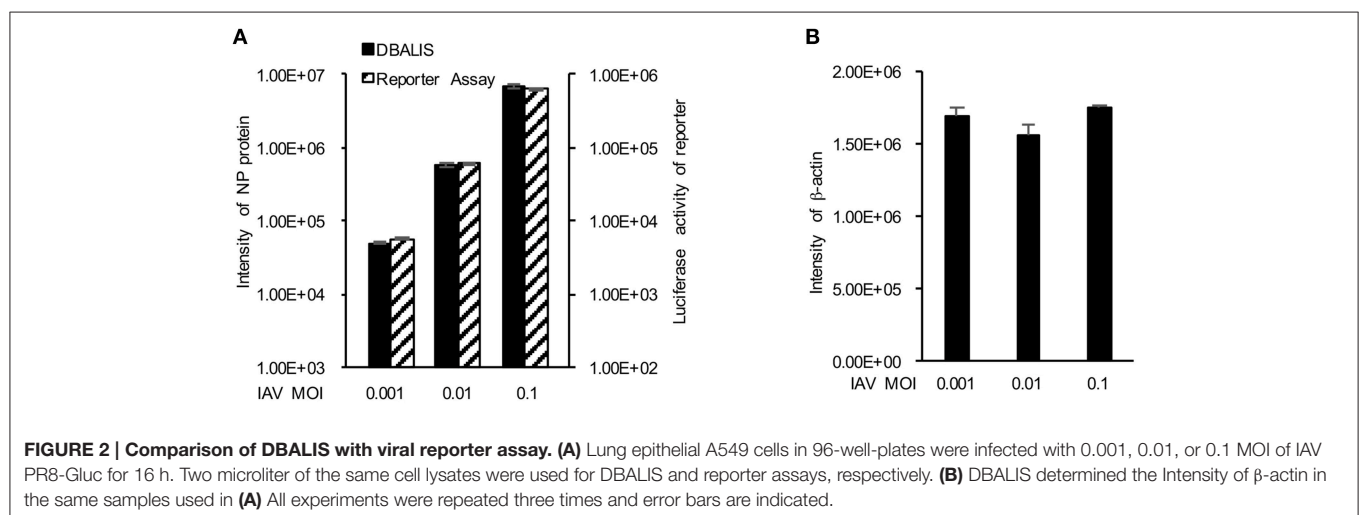 A
DBALIS
Reporter Assay
Intensity of NP protein
1.00E+07
1.00E+06
1.00E+05
1.00E+04
1.00E+03
1.00E+06
1.00E+05
1.00E+04
1.00E+03
1.00E+02
Luciferase activity of reporter
IAV MOI 0.001 0.01 0.1
B
Intensity of β-actin
2.00E+06
1.50E+06
1.00E+06
5.00E+05
0.00E+00
IAV MOI 0.001 0.01 0.1
FIGURE 2 | Comparison of DBALIS with viral reporter assay. (A) Lung epithelial A549 cells in 96-well-plates were infected with 0.001, 0.01, or 0.1 MOI of IAV
PR8-Gluc for 16 h. Two microliter of the same cell lysates were used for DBALIS and reporter assays, respectively. (B) DBALIS determined the Intensity of β-actin in
the same samples used in (A) All experiments were repeated three times and error bars are indicated.